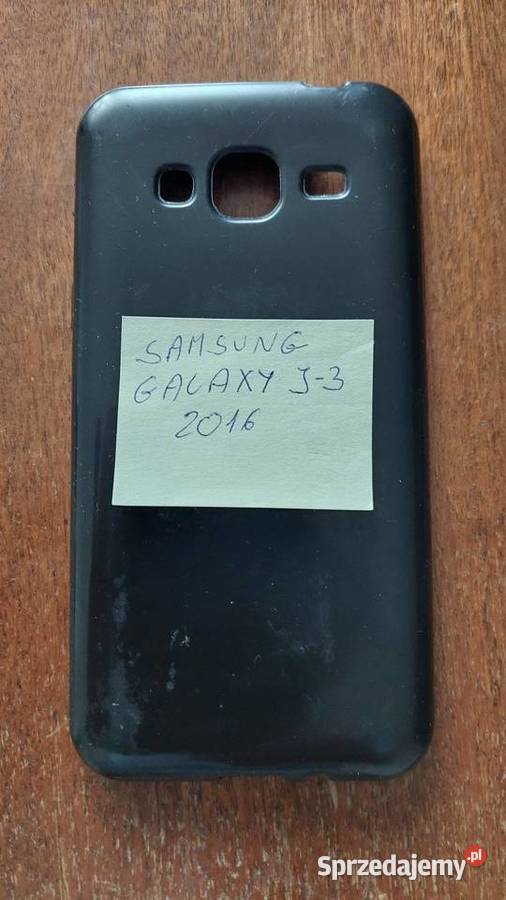 SAMSUNG
GALAXY J-3
2016
Sprzedajemy.pl